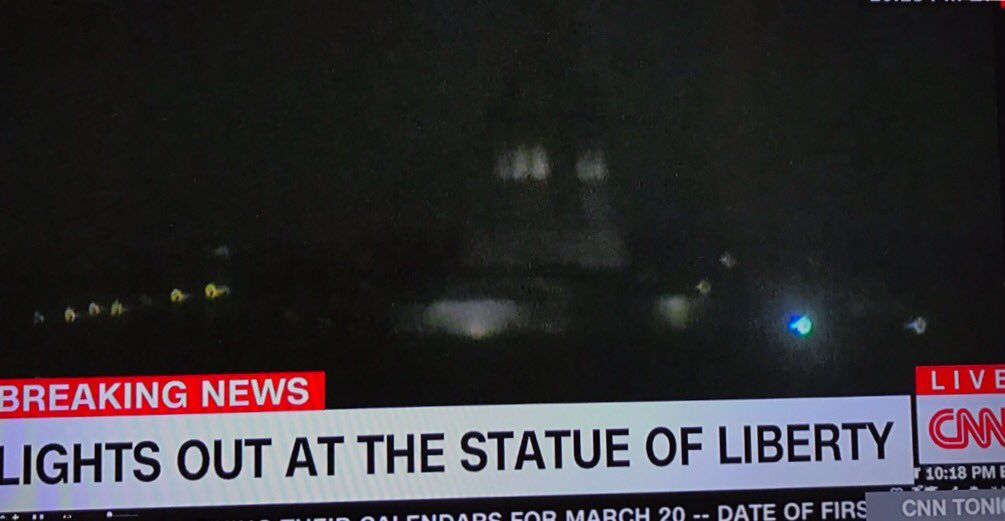 BREAKING NEWS
LIGHTS OUT AT THE STATUE OF LIBERTY
LIVE
CNN
10:18 PM E
CALENDARS FOR MARCH 20 -- DATE OF FIRS
CNN TONI